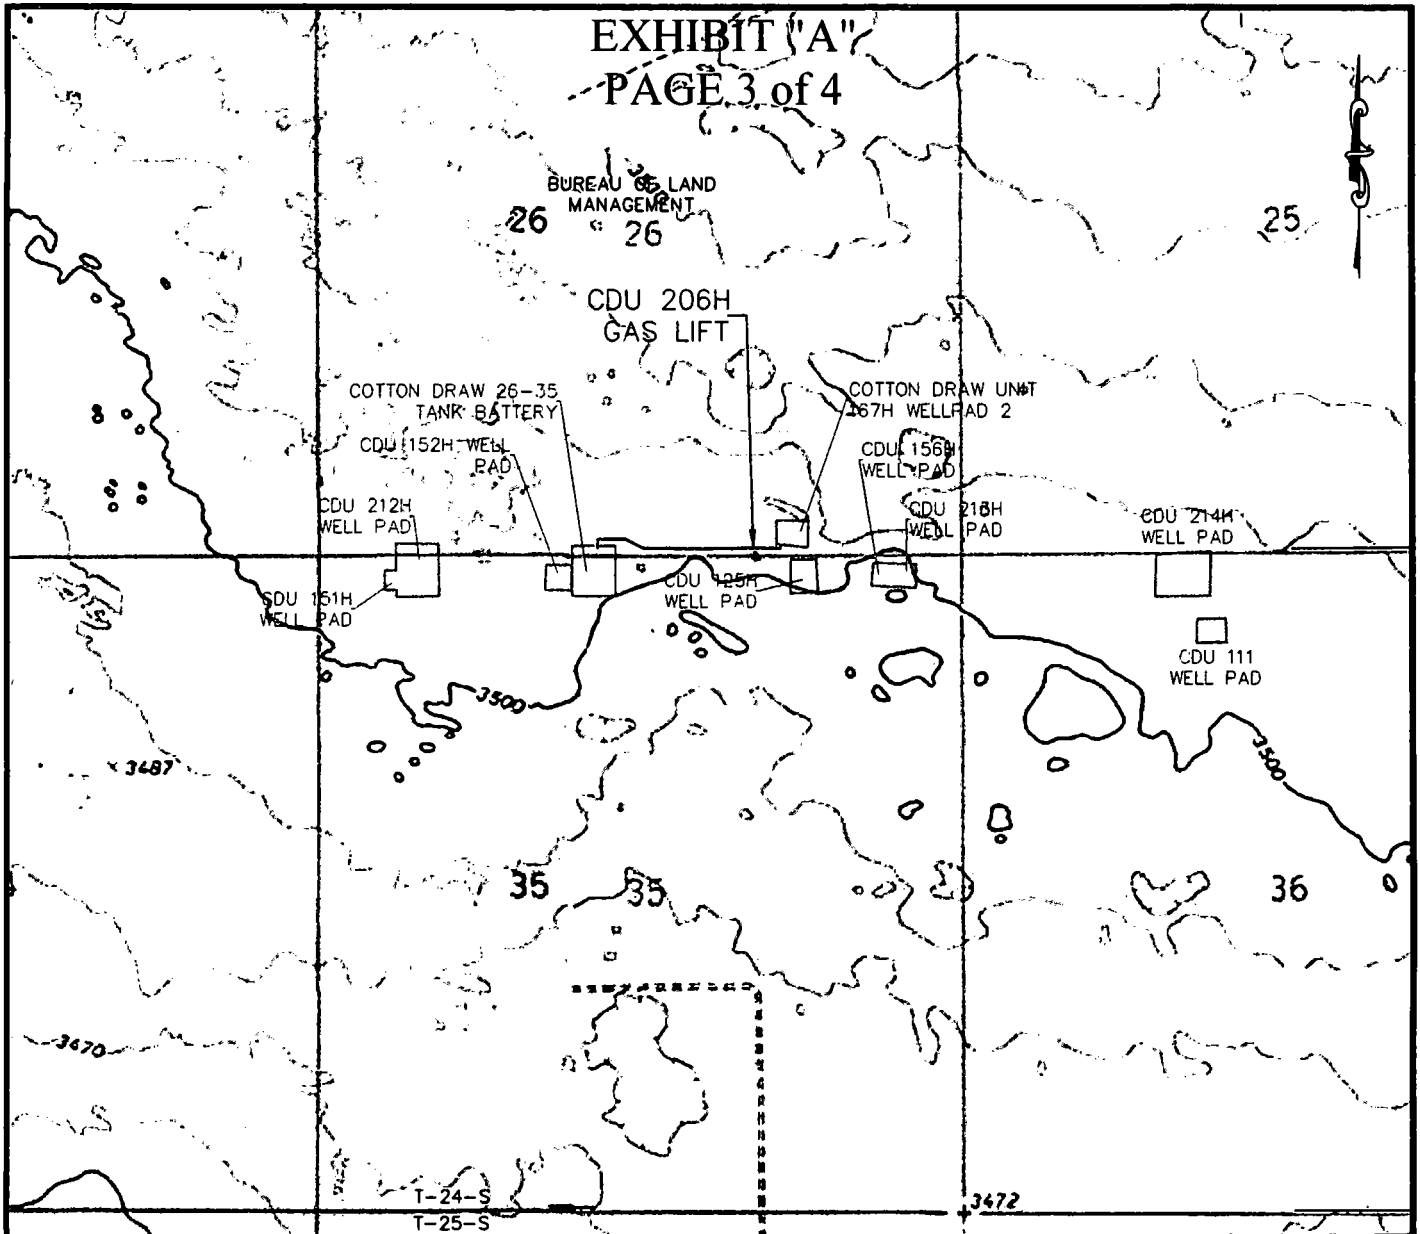 EXHIBIT "A"
PAGE 3 of 4
BUREAU OF LAND
MANAGEMENT
26
26
25
CDU 206H
GAS LIFT
COTTON DRAW 26-35
TANK BATTERY
COTTON DRAW UNIT
167H WELLPAD 2
CDU 152H WELL
PAD
CDU 156H
WELL PAD
CDU 212H
WELL PAD
CDU 213H
WELL PAD
CDU 214H
WELL PAD
CDU 151H
WELL PAD
CDU 125H
WELL PAD
CDU 111
WELL PAD
3500
3500
3487
35
35
36
3470
T-24-S
T-25-S
3472